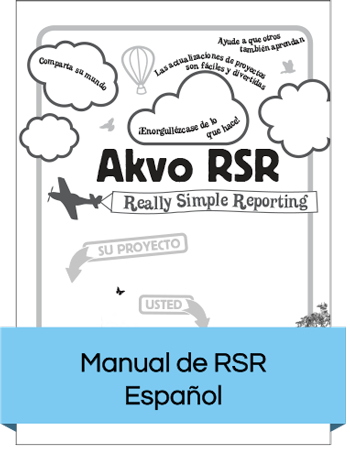 Ayude a que otros
también aprendan
Las actualizaciones de proyectos
son fáciles y divertidas
Comparta su mundo
¡Enorgullézcase de lo
que hace!
Akvo RSR
Really Simple Reporting
SU PROYECTO
USTED
Manual de RSR
Español